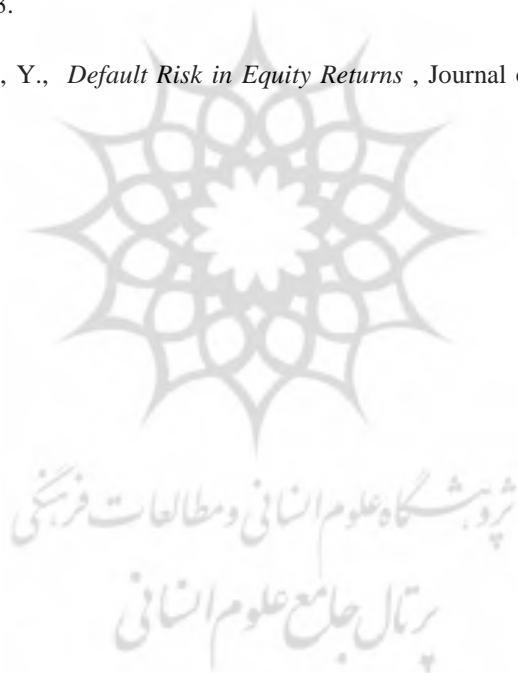 3.
, Y., Default Risk in Equity Returns , Journal
پژوهشگاه علوم انسانی و مطالعات فرهنگی
پرتال جامع علوم انسانی